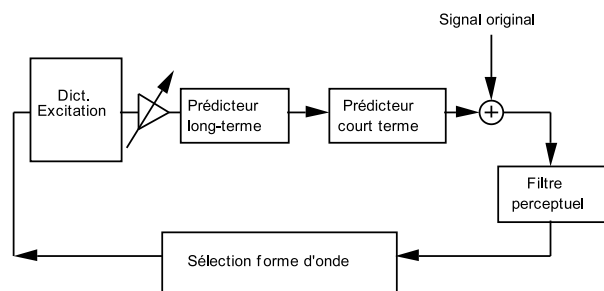 Signal original
Dict.
Excitation
Prédicteur
long-terme
Prédicteur
court terme
Filtre
perceptuel
Sélection forme d'onde